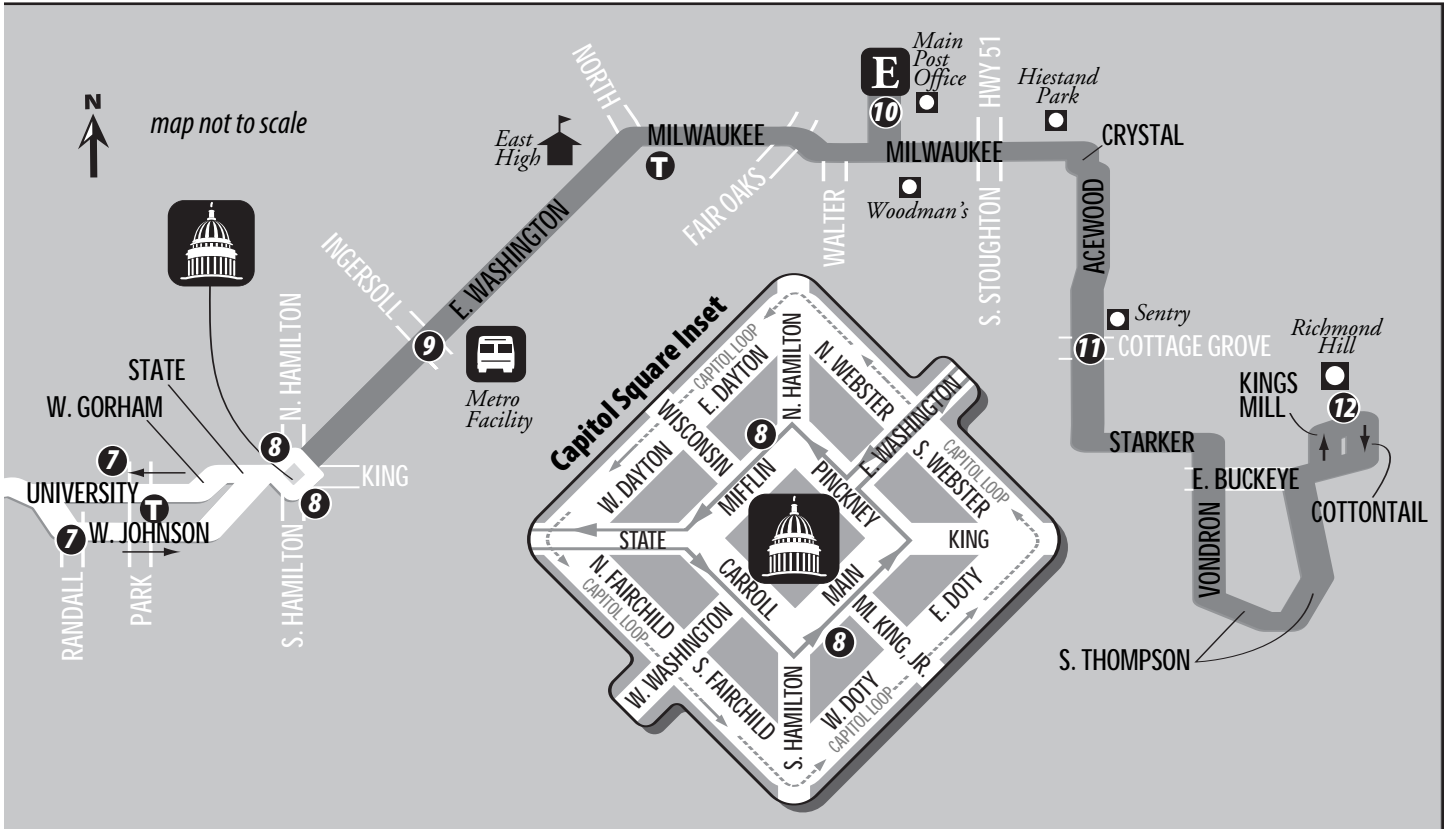 N
map not to scale
NORTH
East
High
MILWAUKEE
T
FAIR OAKS
WALTER
E
10
Main
Post
Office
MILWAUKEE
Woodman's
HWY 51
S. STOUGHTON
Hiestand
Park
CRYSTAL
ACEWOOD
Sentry
11
COTTAGE GROVE
Richmond
Hill
12
KINGS
MILL
STARKER
E. BUCKEYE
COTTONTAIL
VONDRON
S. THOMPSON
E. WASHINGTON
INGERSOLL
9
Metro
Facility
N. HAMILTON
STATE
W. GORHAM
8
7
KING
UNIVERSITY
T
8
7
W. JOHNSON
RANDALL
PARK
S. HAMILTON
Capitol Square Inset
CAPITOL LOOP
E. DAYTON
N. HAMILTON
N. WEBSTER
WISCONSIN
8
E. WASHINGTON
W. DAYTON
MIFFLIN
PINCKNEY
S. WEBSTER
CAPITOL LOOP
STATE
KING
N. FAIRCHILD
CAPITOL LOOP
CARROLL
MAIN
E. DOTY
W. WASHINGTON
8
ML KING, JR.
S. FAIRCHILD
S. HAMILTON
W. DOTY
CAPITOL LOOP